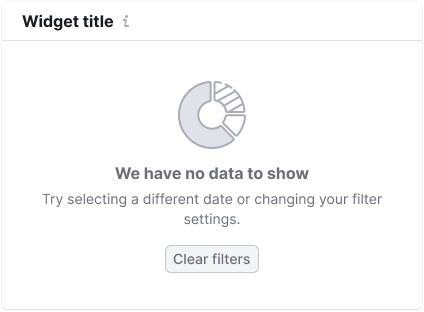 Widget title i
We have no data to show
Try selecting a different date or changing your filter
settings.
Clear filters